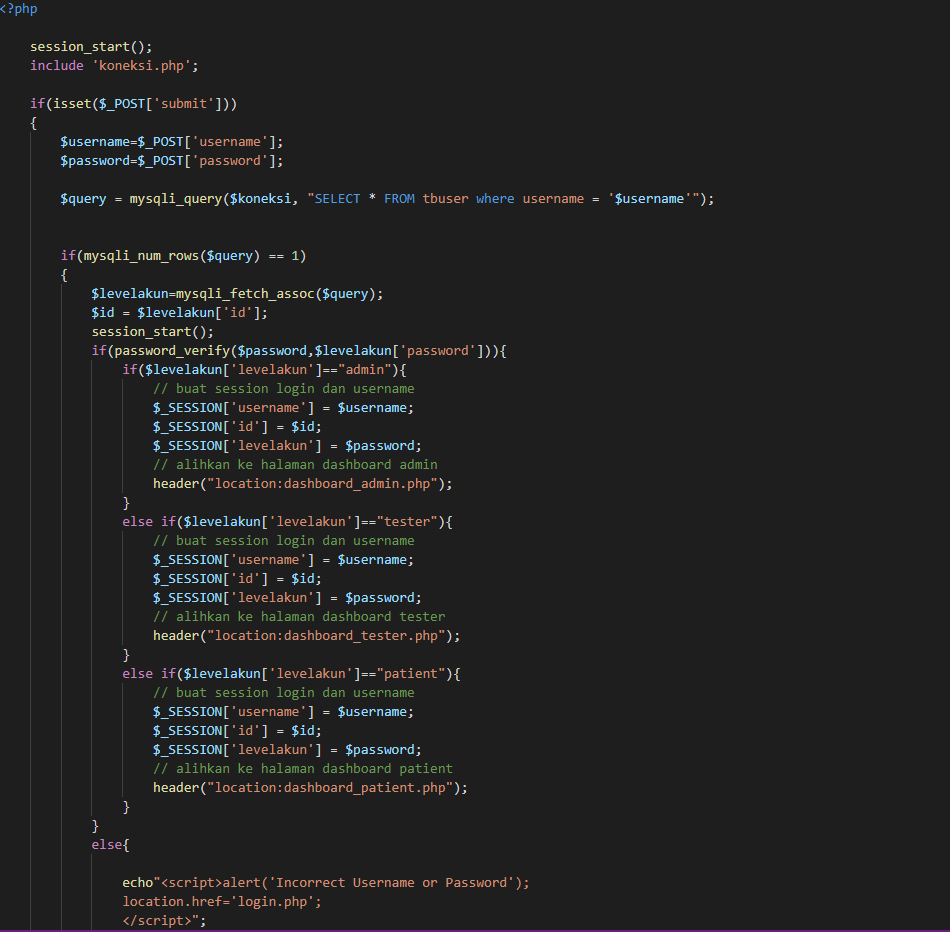 <?php
session_start();
include 'koneksi.php';
if(isset($_POST['submit']))
{
$username=$_POST['username'];
$password=$_POST['password'];
$query = mysqli_query($koneksi, "SELECT * FROM tbuser where username = '$username'");
if(mysqli_num_rows($query) == 1)
{
$levelakun=mysqli_fetch_assoc($query);
$id = $levelakun['id'];
session_start();
if(password_verify($password,$levelakun['password'])){
if($levelakun['levelakun']=="admin"){
// buat session login dan username
$_SESSION['username'] = $username;
$_SESSION['id'] = $id;
$_SESSION['levelakun'] = $password;
// alihkan ke halaman dashboard admin
header("location:dashboard_admin.php");
}
else if($levelakun['levelakun']=="tester"){
// buat session login dan username
$_SESSION['username'] = $username;
$_SESSION['id'] = $id;
$_SESSION['levelakun'] = $password;
// alihkan ke halaman dashboard tester
header("location:dashboard_tester.php");
}
else if($levelakun['levelakun']=="patient"){
// buat session login dan username
$_SESSION['username'] = $username;
$_SESSION['id'] = $id;
$_SESSION['levelakun'] = $password;
// alihkan ke halaman dashboard patient
header("location:dashboard_patient.php");
}
}
else{
echo"<script>alert('Incorrect Username or Password');
location.href='login.php';
</script>";